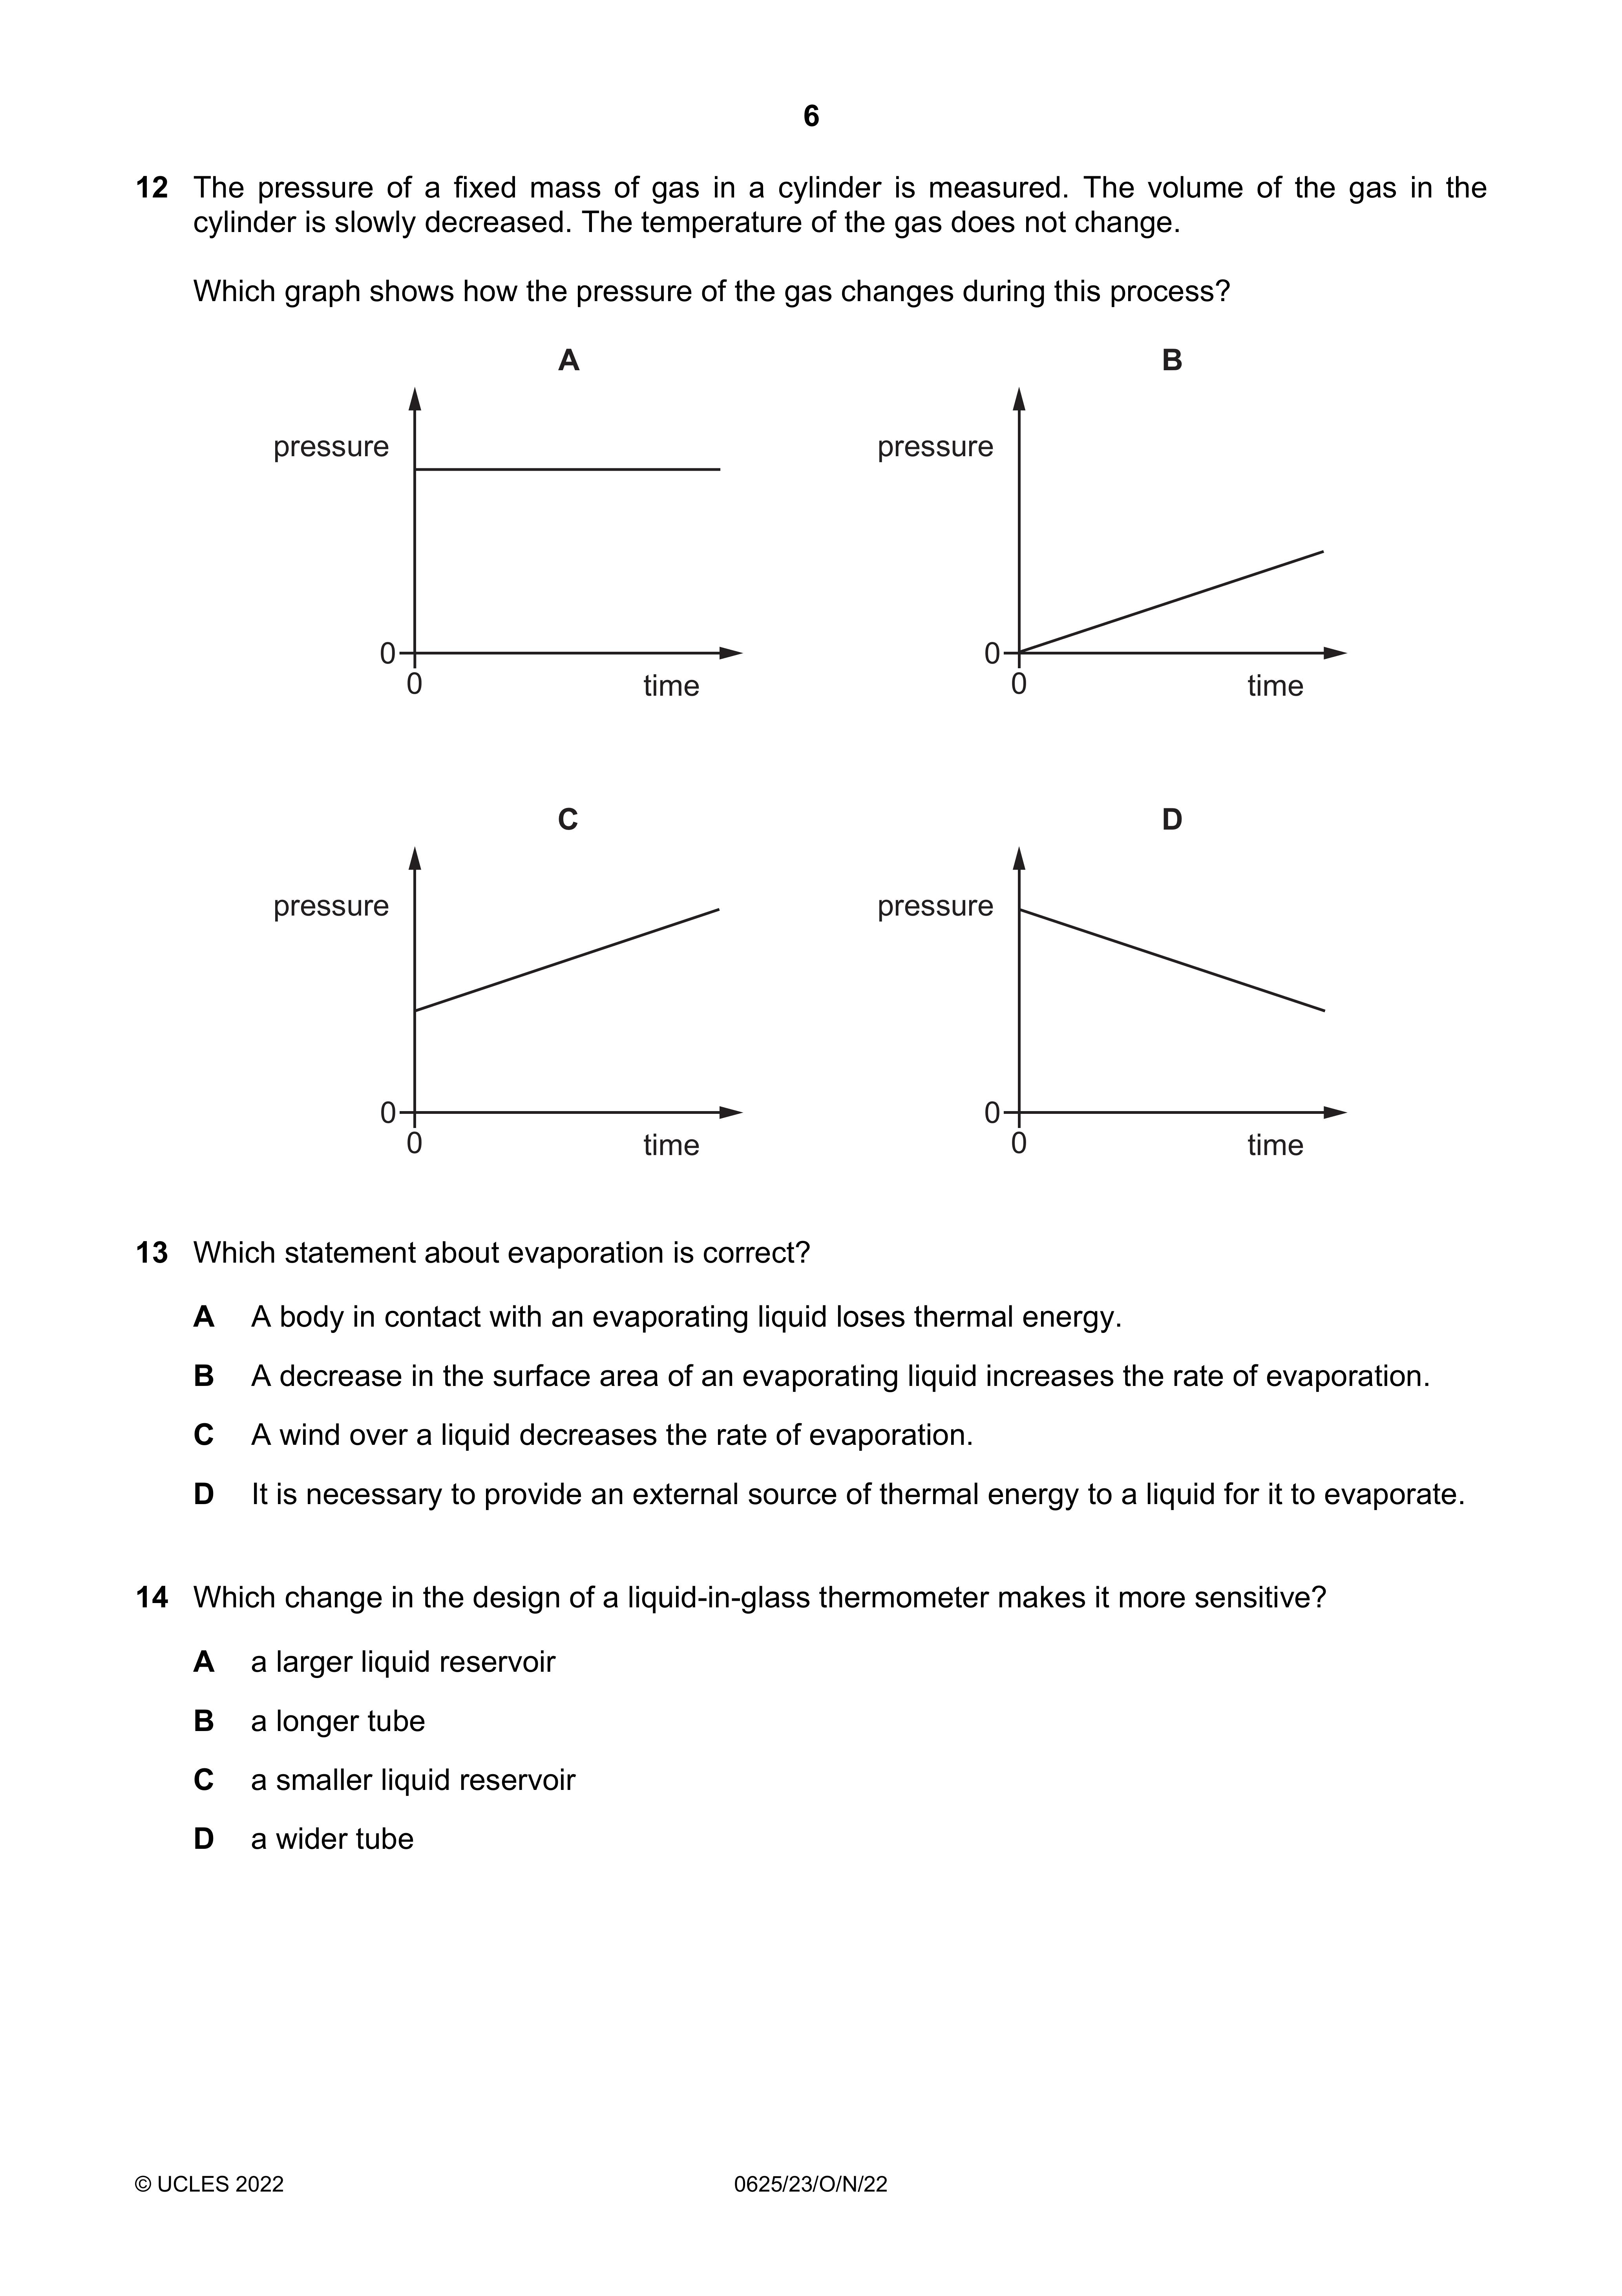 6
12 The pressure of a fixed mass of gas in a cylinder is measured. The volume of the gas in the
cylinder is slowly decreased. The temperature of the gas does not change.
Which graph shows how the pressure of the gas changes during this process?
A
pressure
0
0
time
B
pressure
0
0
time
C
pressure
0
0
time
D
pressure
0
0
time
13 Which statement about evaporation is correct?
A A body in contact with an evaporating liquid loses thermal energy.
B A decrease in the surface area of an evaporating liquid increases the rate of evaporation.
C A wind over a liquid decreases the rate of evaporation.
D It is necessary to provide an external source of thermal energy to a liquid for it to evaporate.
14 Which change in the design of a liquid-in-glass thermometer makes it more sensitive?
A a larger liquid reservoir
B a longer tube
C a smaller liquid reservoir
D a wider tube
© UCLES 2022 0625/23/O/N/22